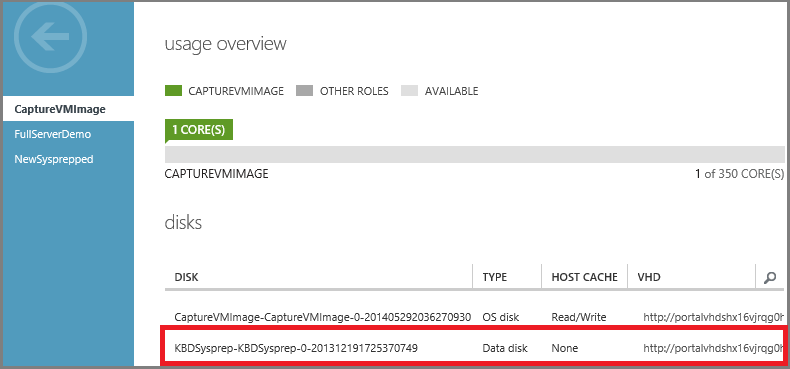 CaptureVMImage
FullServerDemo
NewSysprepped
usage overview
CAPTUREVMIMAGE OTHER ROLES AVAILABLE
1 CORE(S)
CAPTUREVMIMAGE 1 of 350 CORE(S)
disks
DISK TYPE HOST CACHE VHD
CaptureVMImage-CaptureVMImage-0-201405292036270930 OS disk Read/Write http://portalvhdshx16vjrqg0h
KBDSysprep-KBDSysprep-0-201312191725370749 Data disk None http://portalvhdshx16vjrqg0h